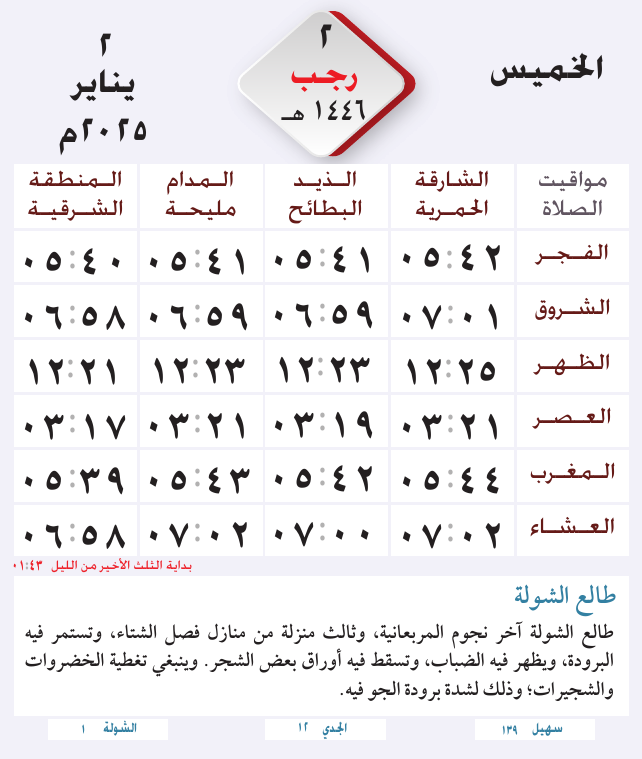 الخميس
٢
رجب
١٤٤٦ هـ
٢
يناير
٢٠٢٥م
مواقيت الصلاة | الشارقة الحمرية | الذيد البطائح | المدام مليحة | المنطقة الشرقية
الفجر ٠٥:٤٢ ٠٥:٤١ ٠٥:٤١ ٠٥:٤٠
الشروق ٠٧:٠١ ٠٦:٥٩ ٠٦:٥٩ ٠٦:٥٨
الظهر ١٢:٢٥ ١٢:٢٣ ١٢:٢٣ ١٢:٢١
العصر ٠٣:٢١ ٠٣:١٩ ٠٣:٢١ ٠٣:١٧
المغرب ٠٥:٤٤ ٠٥:٤٢ ٠٥:٤٣ ٠٥:٣٩
العشاء ٠٧:٠٢ ٠٧:٠٠ ٠٧:٠٢ ٠٦:٥٨
بداية الثلث الأخير من الليل ٠١:٤٣
طالع الشولة
طالع الشولة آخر نجوم المربعانية، وثالث منزلة من منازل فصل الشتاء، وتستمر فيه
البرودة، ويظهر فيه الضباب، وتسقط فيه أوراق بعض الشجر. وينبغي تغطية الخضروات
والشجيرات؛ وذلك لشدة برودة الجو فيه.
سهيل ١٣٩
الجدي ١٢
الشولة ١